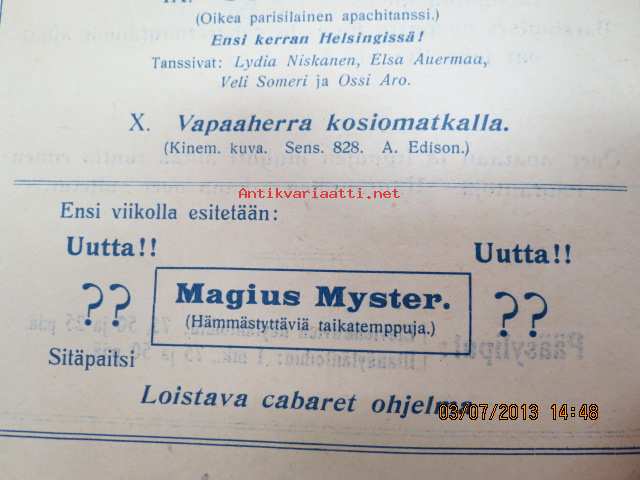 IX.
(Oikea parisilainen apachitanssi.)
Ensi kerran Helsingissä!
Tanssivat: Lydia Niskanen, Elsa Auermaa,
Veli Someri ja Ossi Aro.
X. Vapaaherra kosiomatkalla.
(Kinem. kuva. Sens. 828. A. Edison.)
Antikvariaatti.net
Ensi viikolla esitetään:
Uutta!! Uutta!!
?? Magius Myster. ??
(Hämmästyttäviä taikatemppuja.)
Sitäpaitsi
Loistava cabaret ohjelma.
03/07/2013 14:48